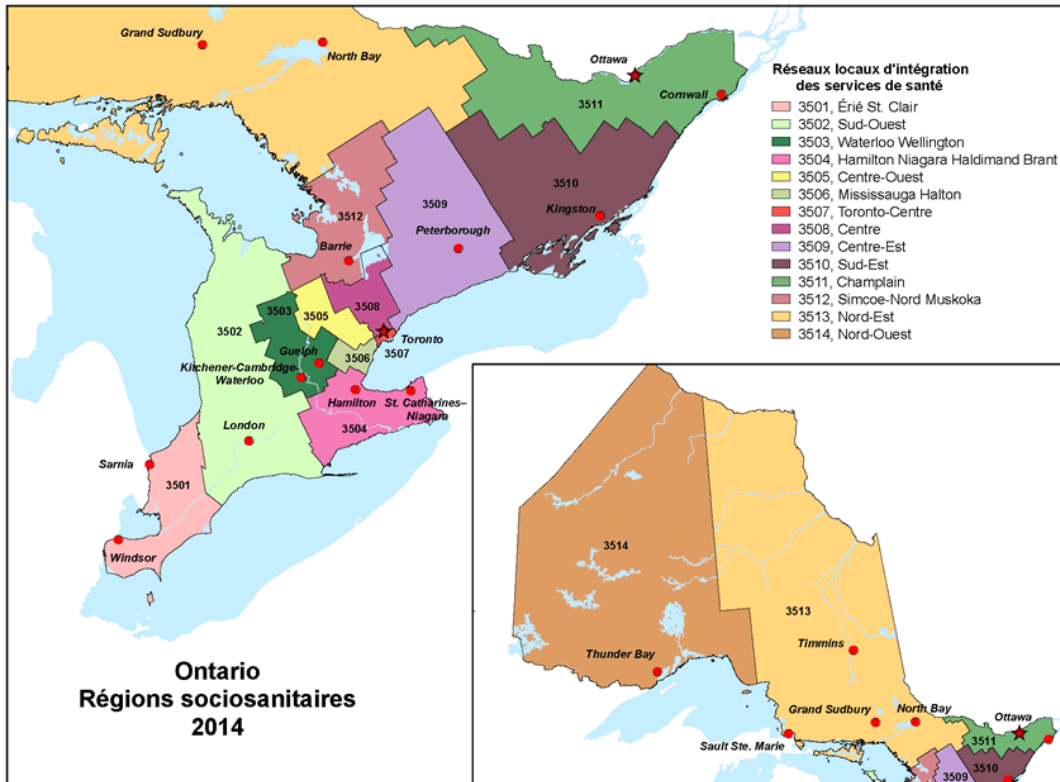 Grand Sudbury
North Bay
Ottawa
3511
Cornwall
3510
Kingston
3509
Peterborough
3512
Barrie
3508
3503
3505
3502
Toronto
3507
3506
Guelph
Kitchener-Cambridge-
Waterloo
Hamilton
St. Catharines–
Niagara
3504
London
Sarnia
3501
Windsor
Réseaux locaux d'intégration
des services de santé
3501, Érié St. Clair
3502, Sud-Ouest
3503, Waterloo Wellington
3504, Hamilton Niagara Haldimand Brant
3505, Centre-Ouest
3506, Mississauga Halton
3507, Toronto-Centre
3508, Centre
3509, Centre-Est
3510, Sud-Est
3511, Champlain
3512, Simcoe-Nord Muskoka
3513, Nord-Est
3514, Nord-Ouest
Ontario
Régions sociosanitaires
2014
3514
3513
Timmins
Thunder Bay
Grand Sudbury
North Bay
Ottawa
Sault Ste. Marie
3511
3510
3509